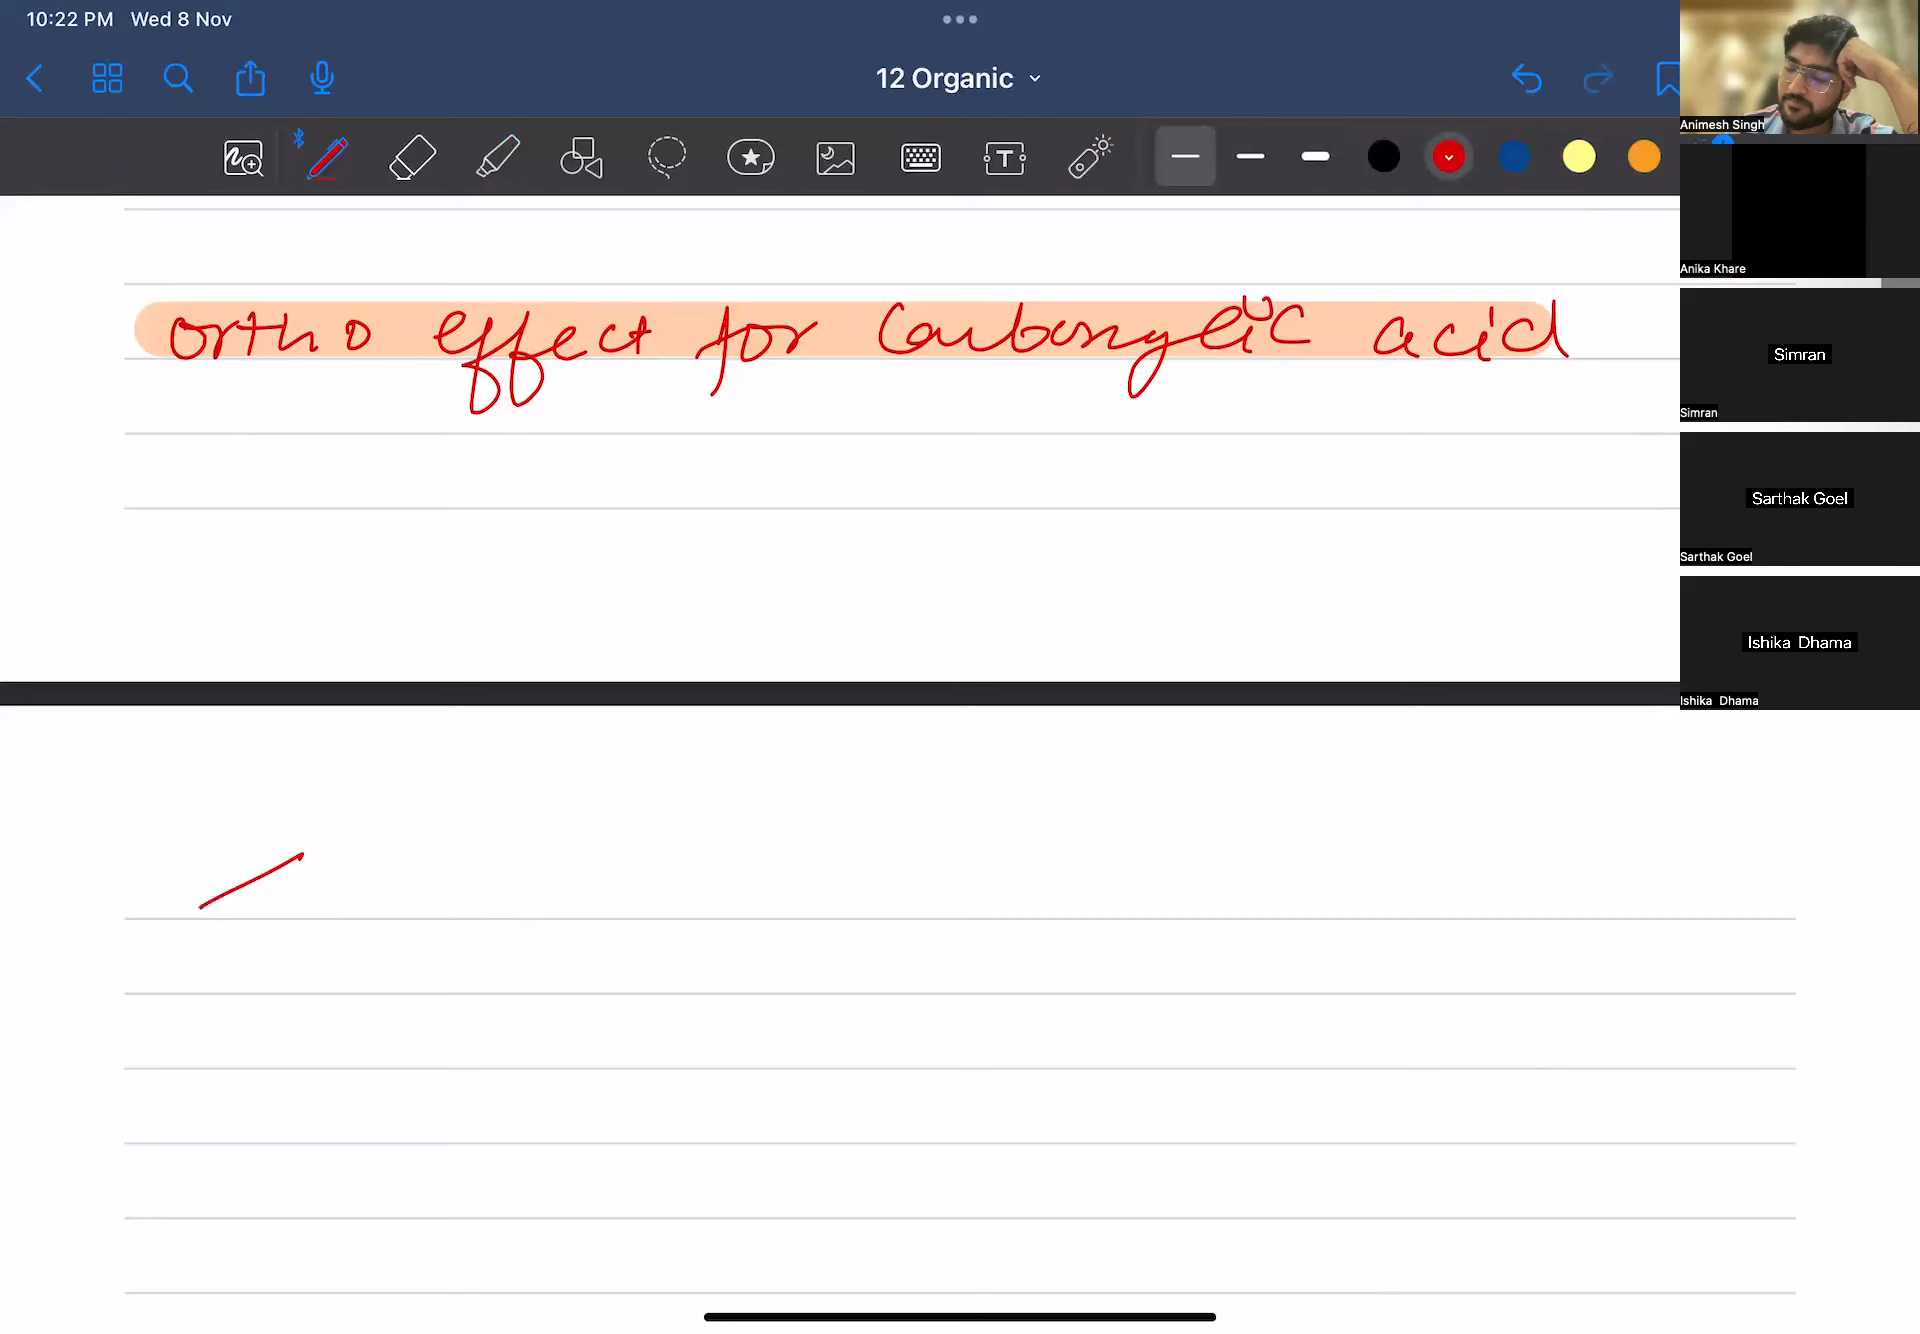 10:22 PM Wed 8 Nov
12 Organic
T
ortho effect for Carboxylic acid
Animesh Singh
Anika Khare
Simran
Simran
Sarthak Goel
Sarthak Goel
Ishika Dhama
Ishika Dhama